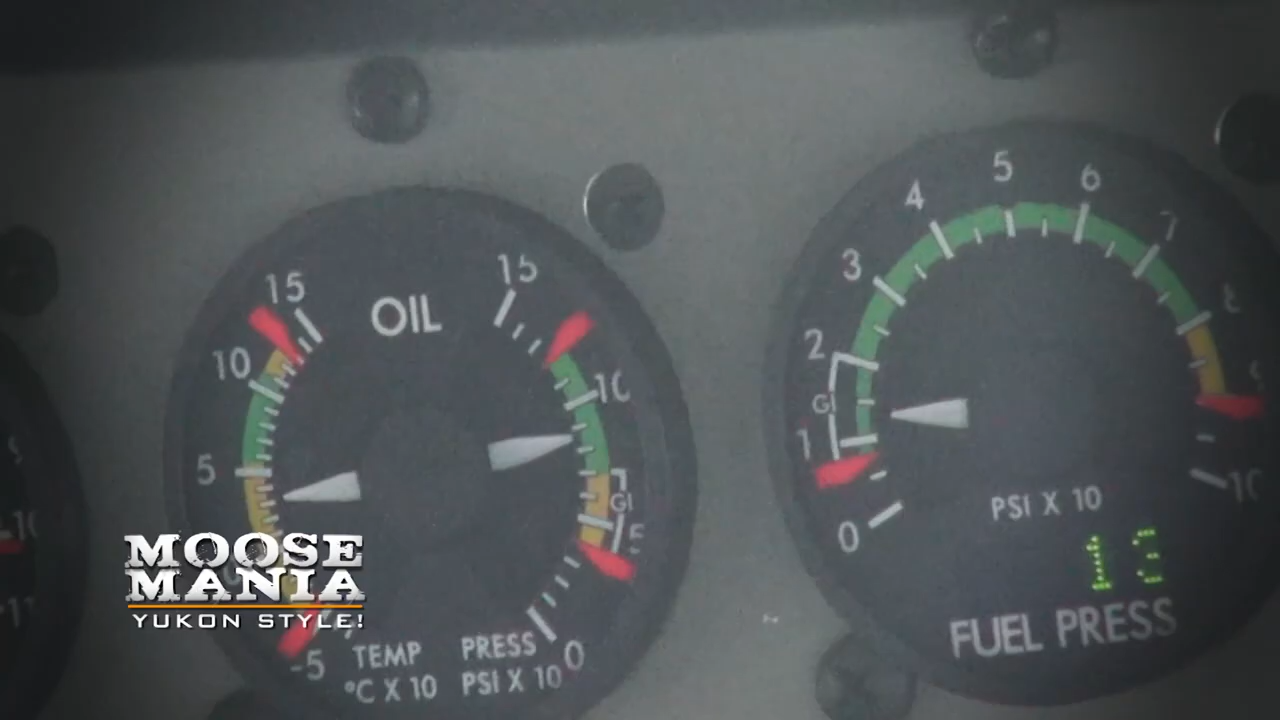 OIL
15
10
5
-5
TEMP
°C X 10
15
10
GI
5
0
PRESS
PSI X 10
0
1
GI
2
3
4
5
6
7
8
9
10
PSI X 10
13
FUEL PRESS
MOOSE
MANIA
YUKON STYLE!